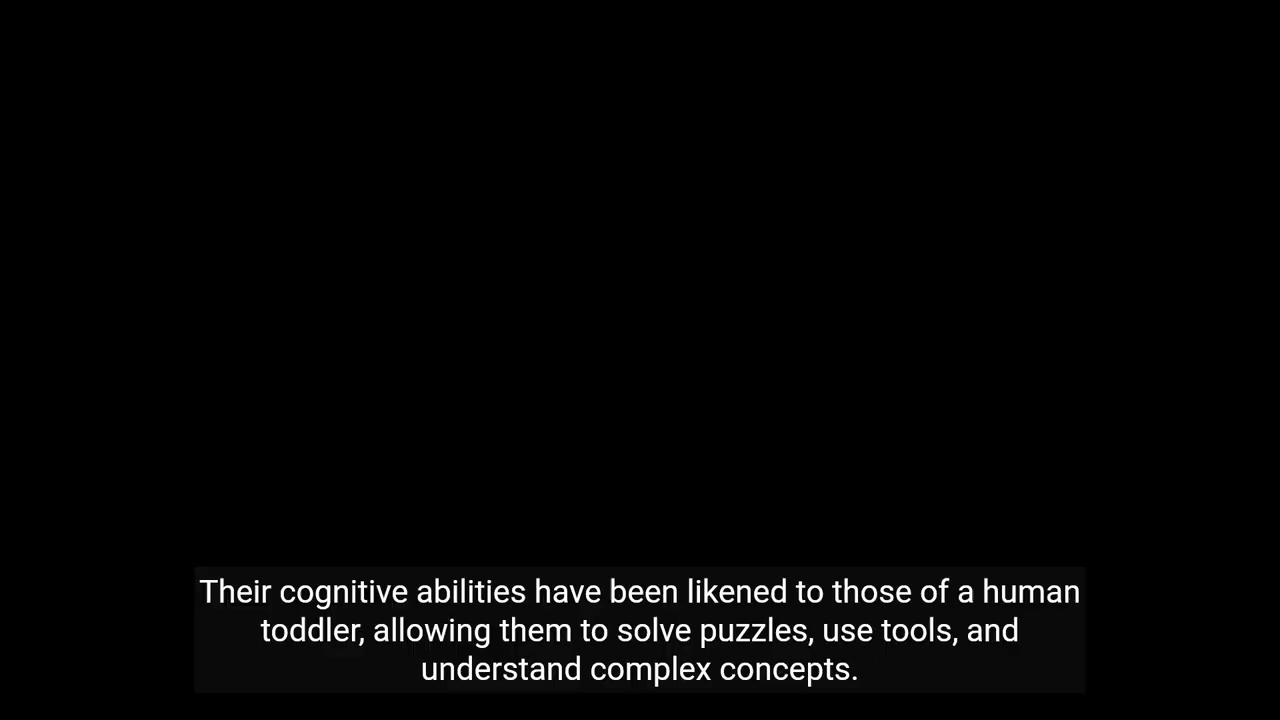 Their cognitive abilities have been likened to those of a human
toddler, allowing them to solve puzzles, use tools, and
understand complex concepts.